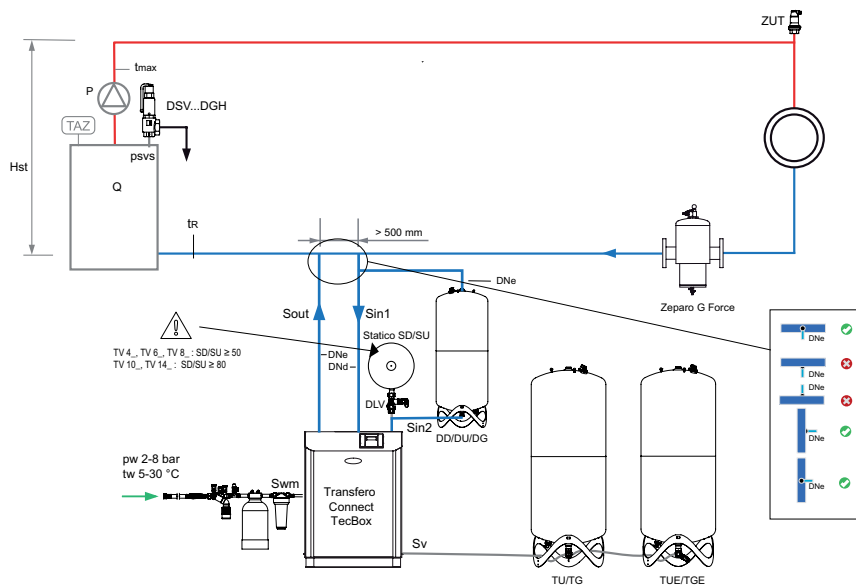 ZUT
tmax
P
DSV...DGH
TAZ
psvs
Hst
Q
tR
> 500 mm
DNe
Zeparo G Force
Sout
Sin1
Statico SD/SU
TV 4_, TV 6_, TV 8_ : SD/SU ≥ 50
TV 10_, TV 14_ : SD/SU ≥ 80
DNe
DNd
DLV
Sin2
DD/DU/DG
DNe
DNe
DNe
DNe
DNe
pw 2-8 bar
tw 5-30 °C
Swm
Transfero
Connect
TecBox
Sv
TU/TG
TUE/TGE